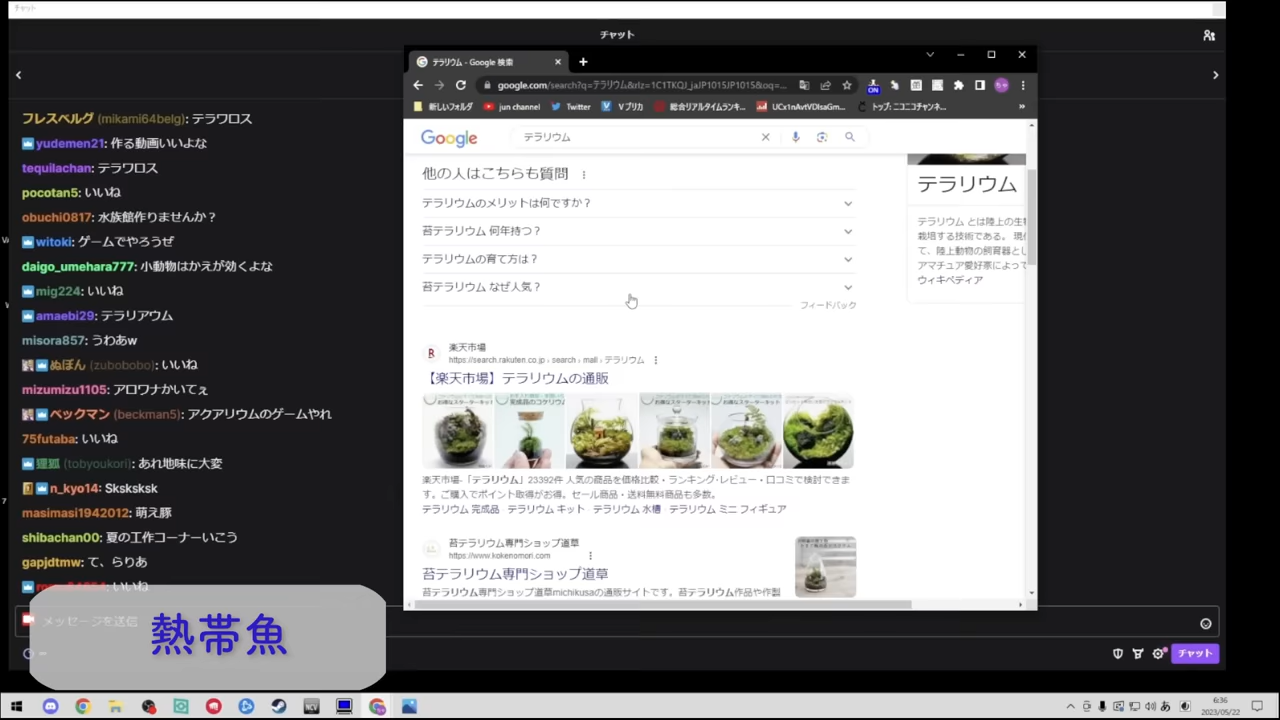 チャット
チャット
フレスベルグ (mikami64belg): テラワロス
yudemen21: 作る動画いいよな
tequilachan: テラワロス
pocotan5: いいね
obuchi0817: 水族館作りませんか？
witoki: ゲームでやろうぜ
daigo_umehara777: 小動物はかえが効くよな
mig224: いいね
amaebi29: テラリアウム
misora857: うわあw
ぬぼん (zubobobo): いいね
mizumizu1105: アロワナかいてぇ
ベックマン (beckman5): アクアリウムのゲームやれ
75futaba: いいね
(tobyoukori): あれ地味に大変
n_kyo14: Sksksksk
masimasi1942012: 萌え豚
shibachan00: 夏の工作コーナーいこう
gapjdtmw: て、らりあ
いいね
メッセージを送信
チャット
熱帯魚
テラリウム - Google 検索
google.com/search?q=テラリウム&rlz=1C1TKQJ_jaJP1015JP1015&oq=...
新しいフォルダ
jun channel
Twitter
Vプリカ
総合リアルタイムランキ...
UCx1nAvtVDIsaGm...
トップ: ニコニコチャンネ...
»
Google
テラリウム
他の人はこちらも質問
テラリウムのメリットは何ですか？
苔テラリウム 何年持つ？
テラリウムの育て方は？
苔テラリウム なぜ人気？
フィードバック
R
楽天市場
https://search.rakuten.co.jp › search › mall › テラリウム
【楽天市場】テラリウムの通販
楽天市場-「テラリウム」23392件 人気の商品を価格比較・ランキング･レビュー・口コミで検討できま
す。ご購入でポイント取得がお得。セール商品・送料無料商品も多数。
テラリウム 完成品 · テラリウム キット · テラリウム 水槽 · テラリウム ミニ フィギュア
苔テラリウム専門ショップ道草
https://www.kokenomori.com
苔テラリウム専門ショップ道草
苔テラリウム専門ショップ道草michikusaの通販サイトです。苔テラリウム作品や作製
テラリウム
テラリウム とは陸上の生物
栽培する技術である。 現代
て、陸上動物の飼育器とし
アマチュア愛好家によって
ウィキペディア
ON
あ
6:36
2023/05/22